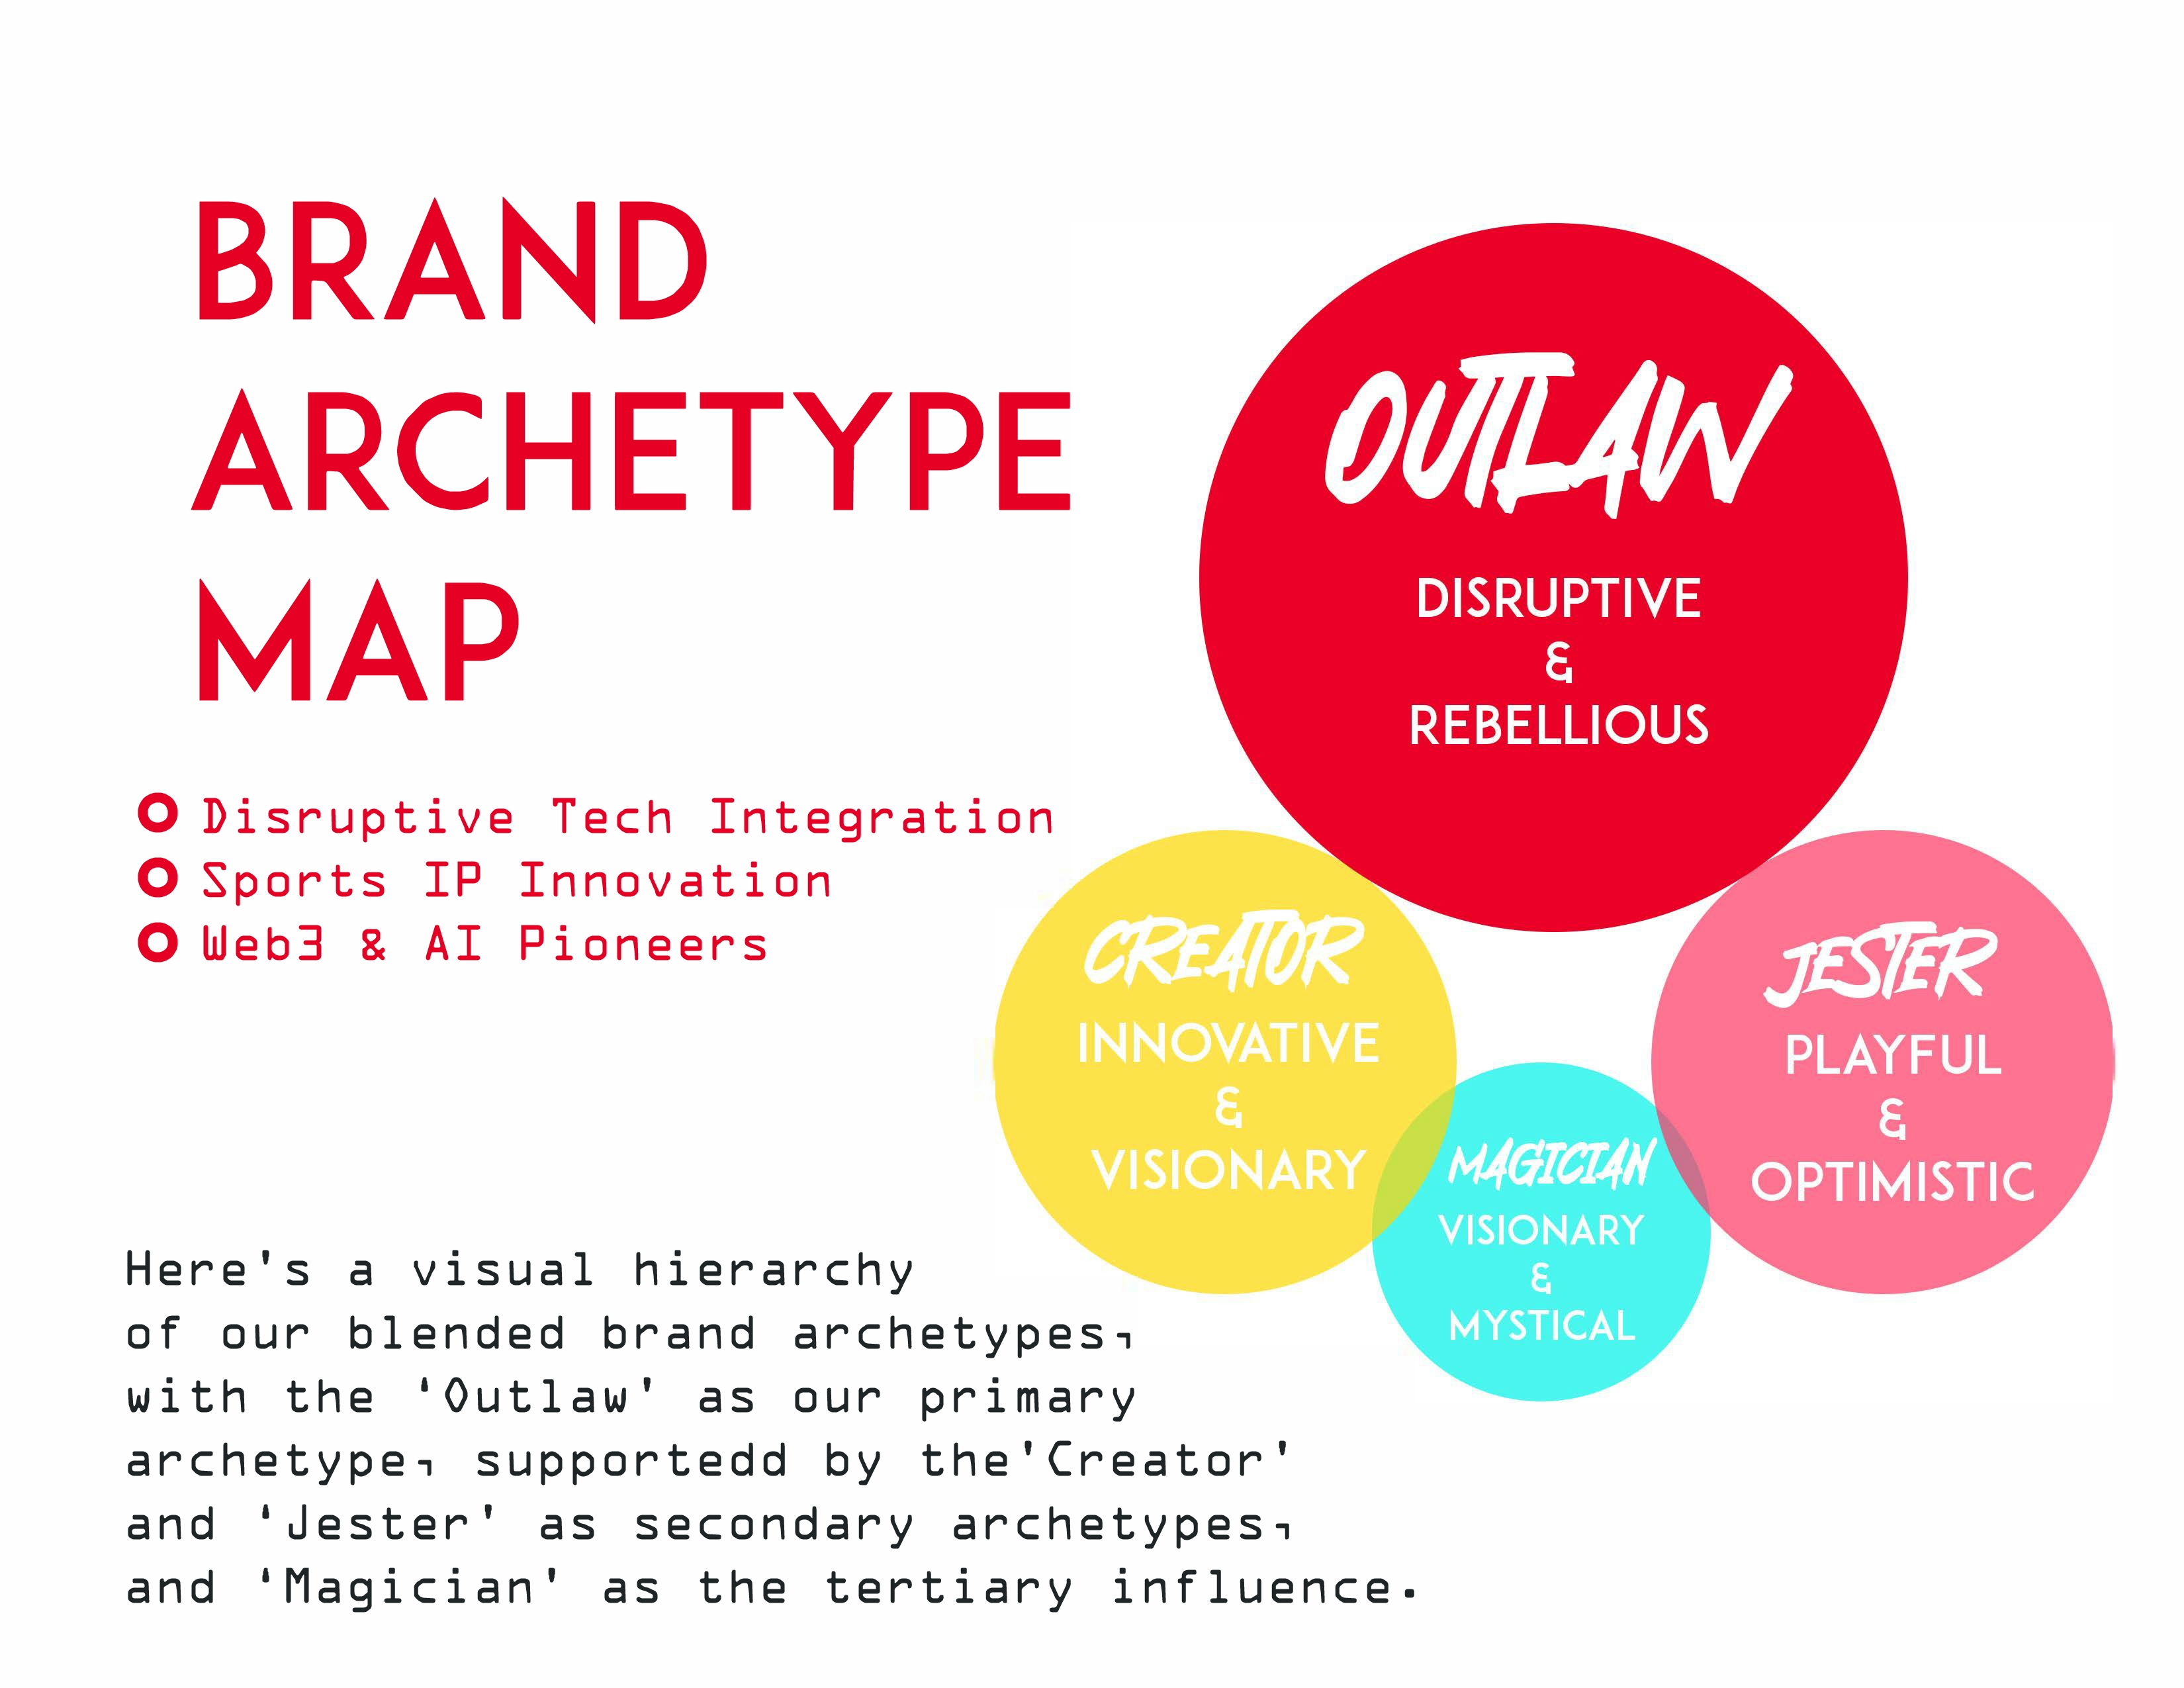 BRAND
ARCHETYPE
MAP
Disruptive Tech Integration
Sports IP Innovation
Web3 & AI Pioneers
OUTLAW
DISRUPTIVE
&
REBELLIOUS
CREATOR
INNOVATIVE
&
VISIONARY
JESTER
PLAYFUL
&
OPTIMISTIC
MAGICIAN
VISIONARY
&
MYSTICAL
Here's a visual hierarchy
of our blended brand archetypes,
with the 'Outlaw' as our primary
archetype, supportedd by the'Creator'
and 'Jester' as secondary archetypes,
and 'Magician' as the tertiary influence.